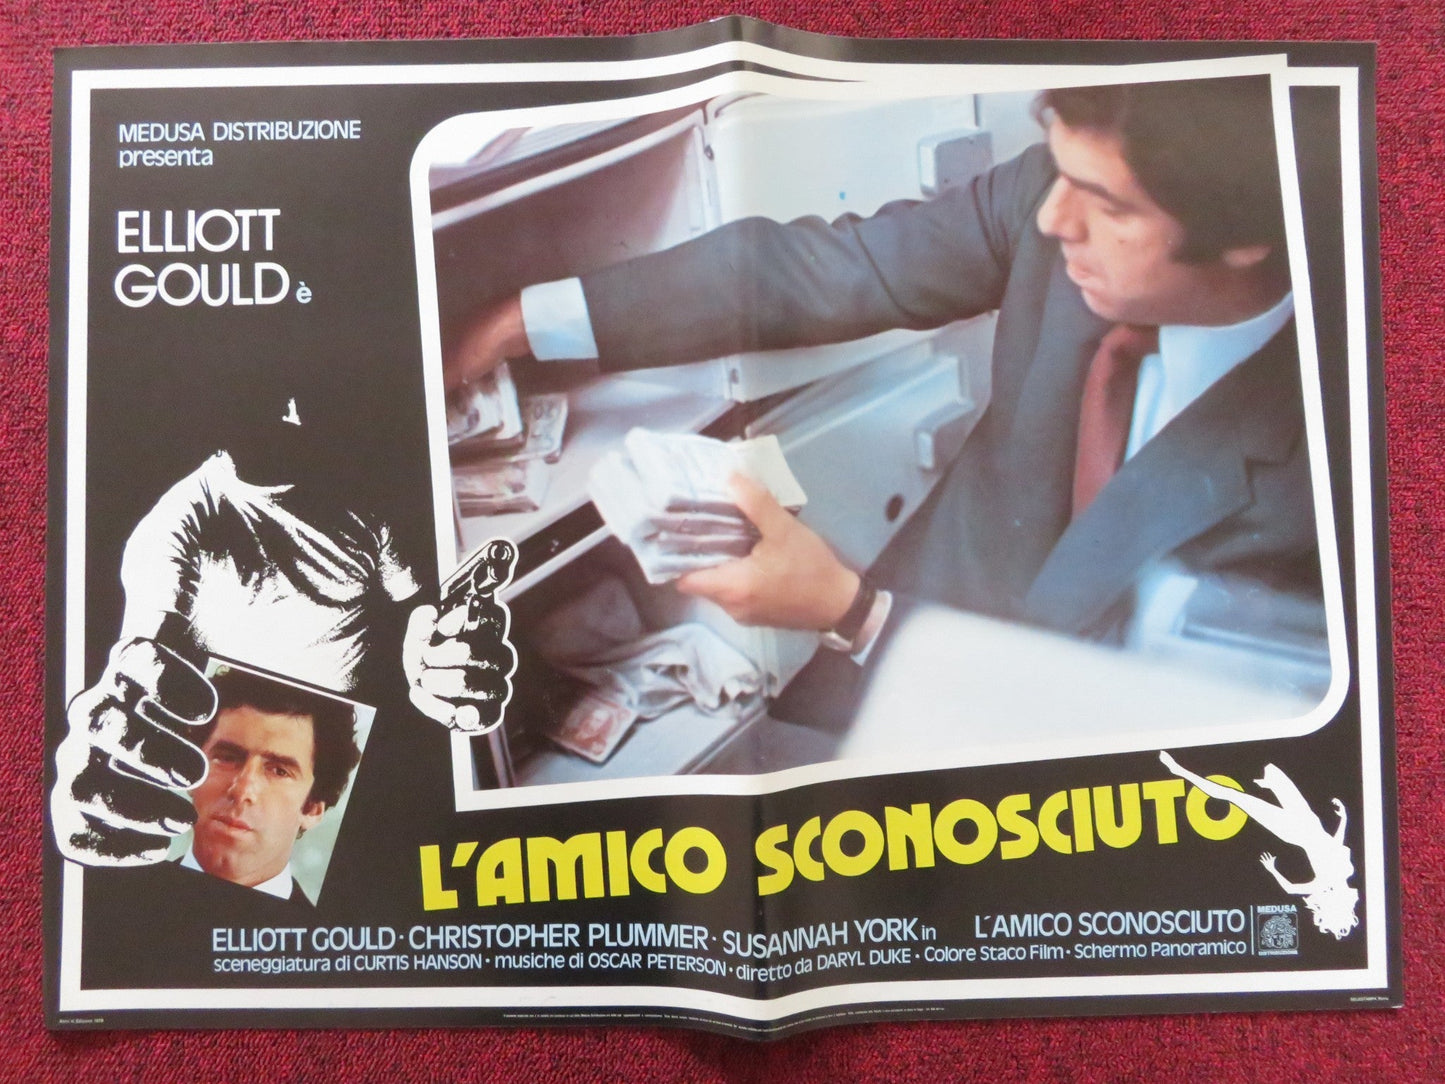 MEDUSA DISTRIBUZIONE
presenta
ELLIOTT
GOULD è
L'AMICO SCONOSCIUTO
ELLIOTT GOULD · CHRISTOPHER PLUMMER · SUSANNAH YORK in L'AMICO SCONOSCIUTO
sceneggiatura di CURTIS HANSON · musiche di OSCAR PETERSON · diretto da DARYL DUKE · Colore Staco Film · Schermo Panoramico
MEDUSA
DISTRIBUZIONE